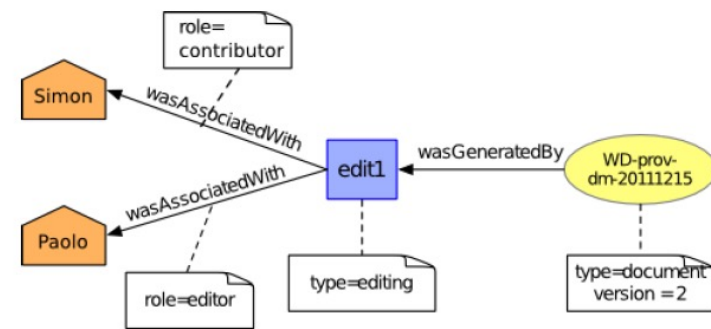 role=
contributor
Simon
wasAssociatedWith
edit1
wasGeneratedBy
WD-prov-
dm-20111215
wasAssociatedWith
Paolo
role=editor
type=editing
type=document
version = 2